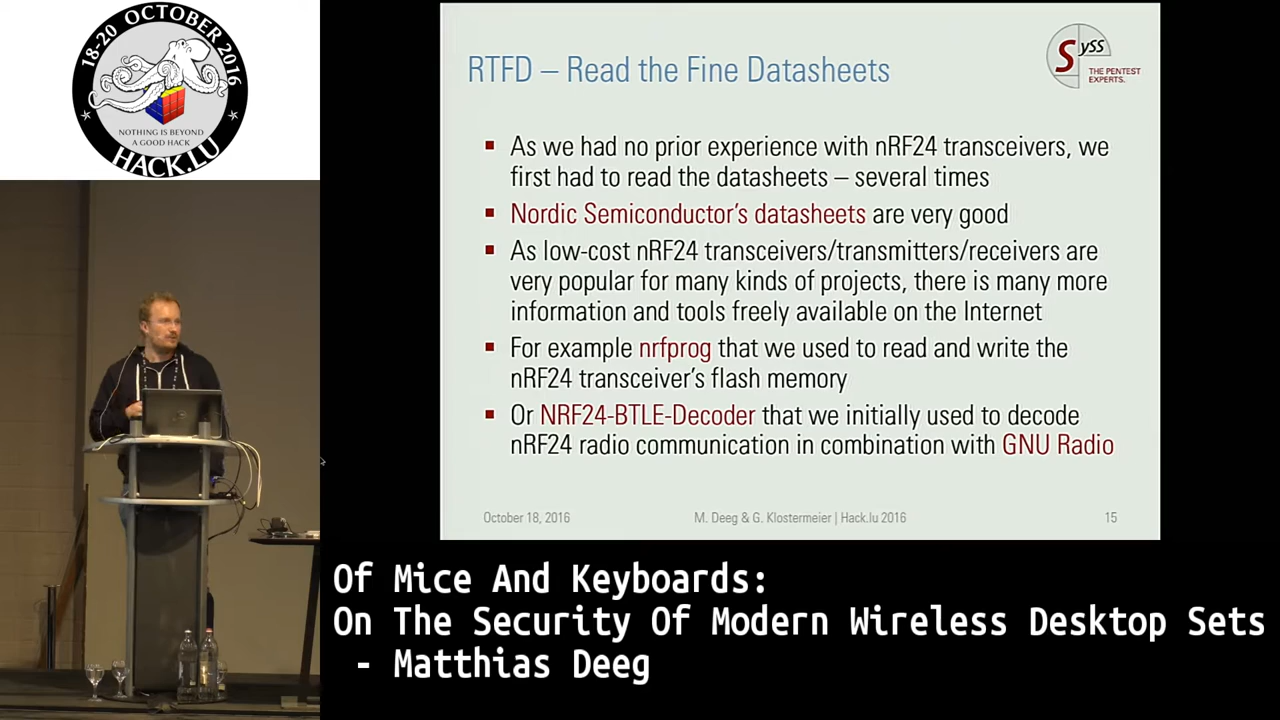 18-20 OCTOBER 2016
NOTHING IS BEYOND
A GOOD HACK
HACK.LU
RTFD – Read the Fine Datasheets
SySS
THE PENTEST
EXPERTS.
▪ As we had no prior experience with nRF24 transceivers, we
first had to read the datasheets – several times
▪ Nordic Semiconductor's datasheets are very good
▪ As low-cost nRF24 transceivers/transmitters/receivers are
very popular for many kinds of projects, there is many more
information and tools freely available on the Internet
▪ For example nrfprog that we used to read and write the
nRF24 transceiver's flash memory
▪ Or NRF24-BTLE-Decoder that we initially used to decode
nRF24 radio communication in combination with GNU Radio
October 18, 2016
M. Deeg & G. Klostermeier | Hack.lu 2016
15
Of Mice And Keyboards:
On The Security Of Modern Wireless Desktop Sets
- Matthias Deeg